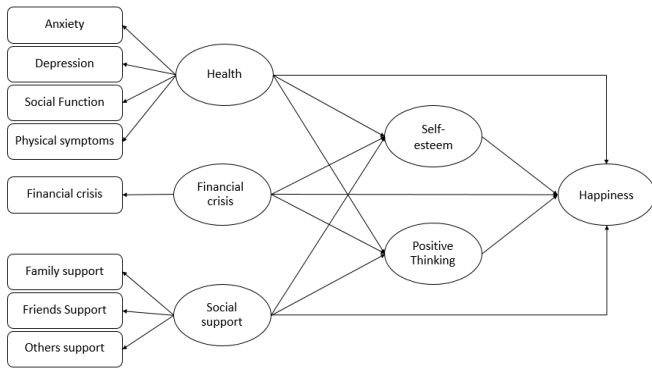 Anxiety
Depression
Social Function
Physical symptoms
Financial crisis
Family support
Friends Support
Others support
Health
Financial
crisis
Social
support
Self-
esteem
Positive
Thinking
Happiness